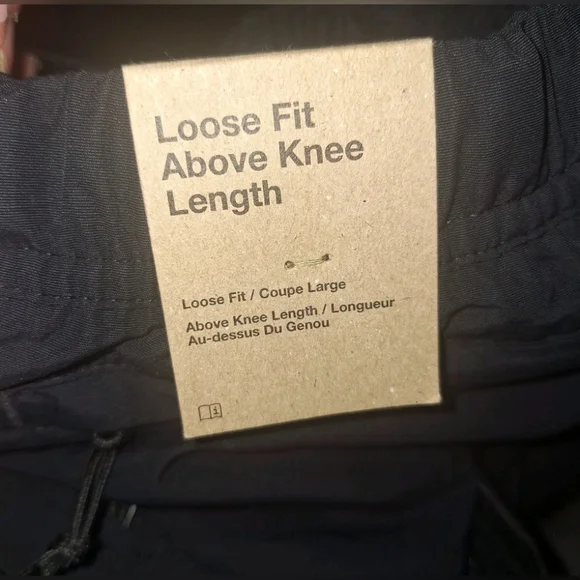 Loose Fit
Above Knee
Length
Loose Fit / Coupe Large
Above Knee Length / Longueur
Au-dessus Du Genou
i